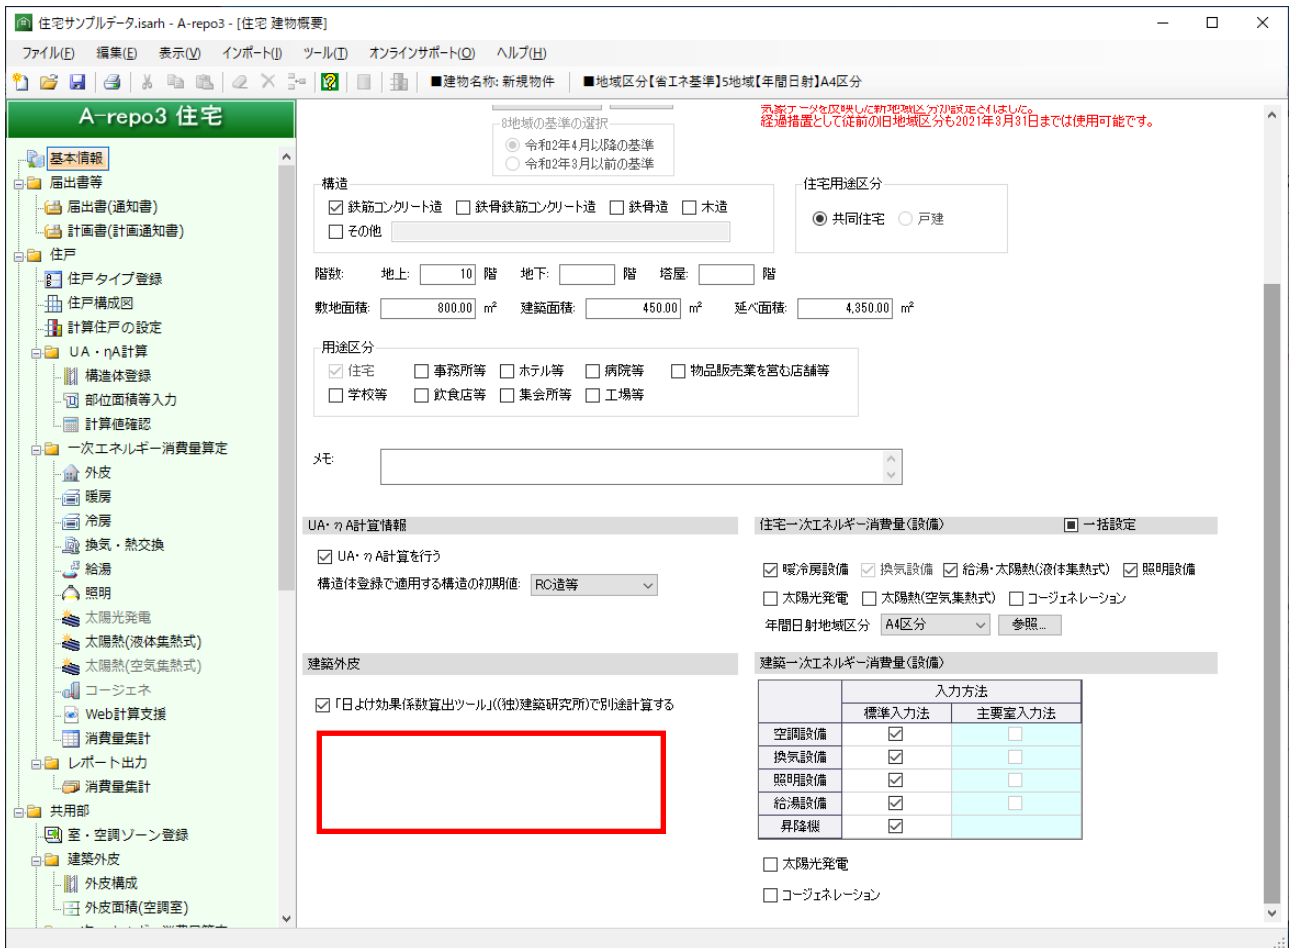 住宅サンプルデータ.isarh - A-repo3 - [住宅 建物概要]
ファイル(F) 編集(E) 表示(V) インポート(I) ツール(T) オンラインサポート(O) ヘルプ(H)
■建物名称: 新規物件 ■地域区分【省エネ基準】5地域【年間日射】A4区分
A-repo3 住宅
基本情報
届出書等
届出書(通知書)
計画書(計画通知書)
住戸
住戸タイプ登録
住戸構成図
計算住戸の設定
UA・ηA計算
構造体登録
部位面積等入力
計算値確認
一次エネルギー消費量算定
外皮
暖房
冷房
換気・熱交換
給湯
照明
太陽光発電
太陽熱(液体集熱式)
太陽熱(空気集熱式)
コージェネ
Web計算支援
消費量集計
レポート出力
消費量集計
共用部
室・空調ゾーン登録
建築外皮
外皮構成
外皮面積(空調室)
気象データを反映した新地域区分が設定されました。
経過措置として従前の旧地域区分も2021年3月31日までは使用可能です。
8地域の基準の選択
令和2年4月以降の基準
令和2年3月以前の基準
構造
鉄筋コンクリート造 鉄骨鉄筋コンクリート造 鉄骨造 木造
その他
住宅用途区分
共同住宅 戸建
階数: 地上: 10 階 地下: 階 塔屋: 階
敷地面積: 800.00 m² 建築面積: 450.00 m² 延べ面積: 4,350.00 m²
用途区分
住宅 事務所等 ホテル等 病院等 物品販売業を営む店舗等
学校等 飲食店等 集会所等 工場等
メモ:
UA・ηA計算情報
UA・ηA計算を行う
構造体登録で適用する構造の初期値: RC造等
住宅一次エネルギー消費量(設備) 一括設定
暖冷房設備 換気設備 給湯・太陽熱(液体集熱式) 照明設備
太陽光発電 太陽熱(空気集熱式) コージェネレーション
年間日射地域区分 A4区分 参照...
建築外皮
「日よけ効果係数算出ツール」((独)建築研究所)で別途計算する
建築一次エネルギー消費量(設備)
入力方法
標準入力法 主要室入力法
空調設備
換気設備
照明設備
給湯設備
昇降機
太陽光発電
コージェネレーション